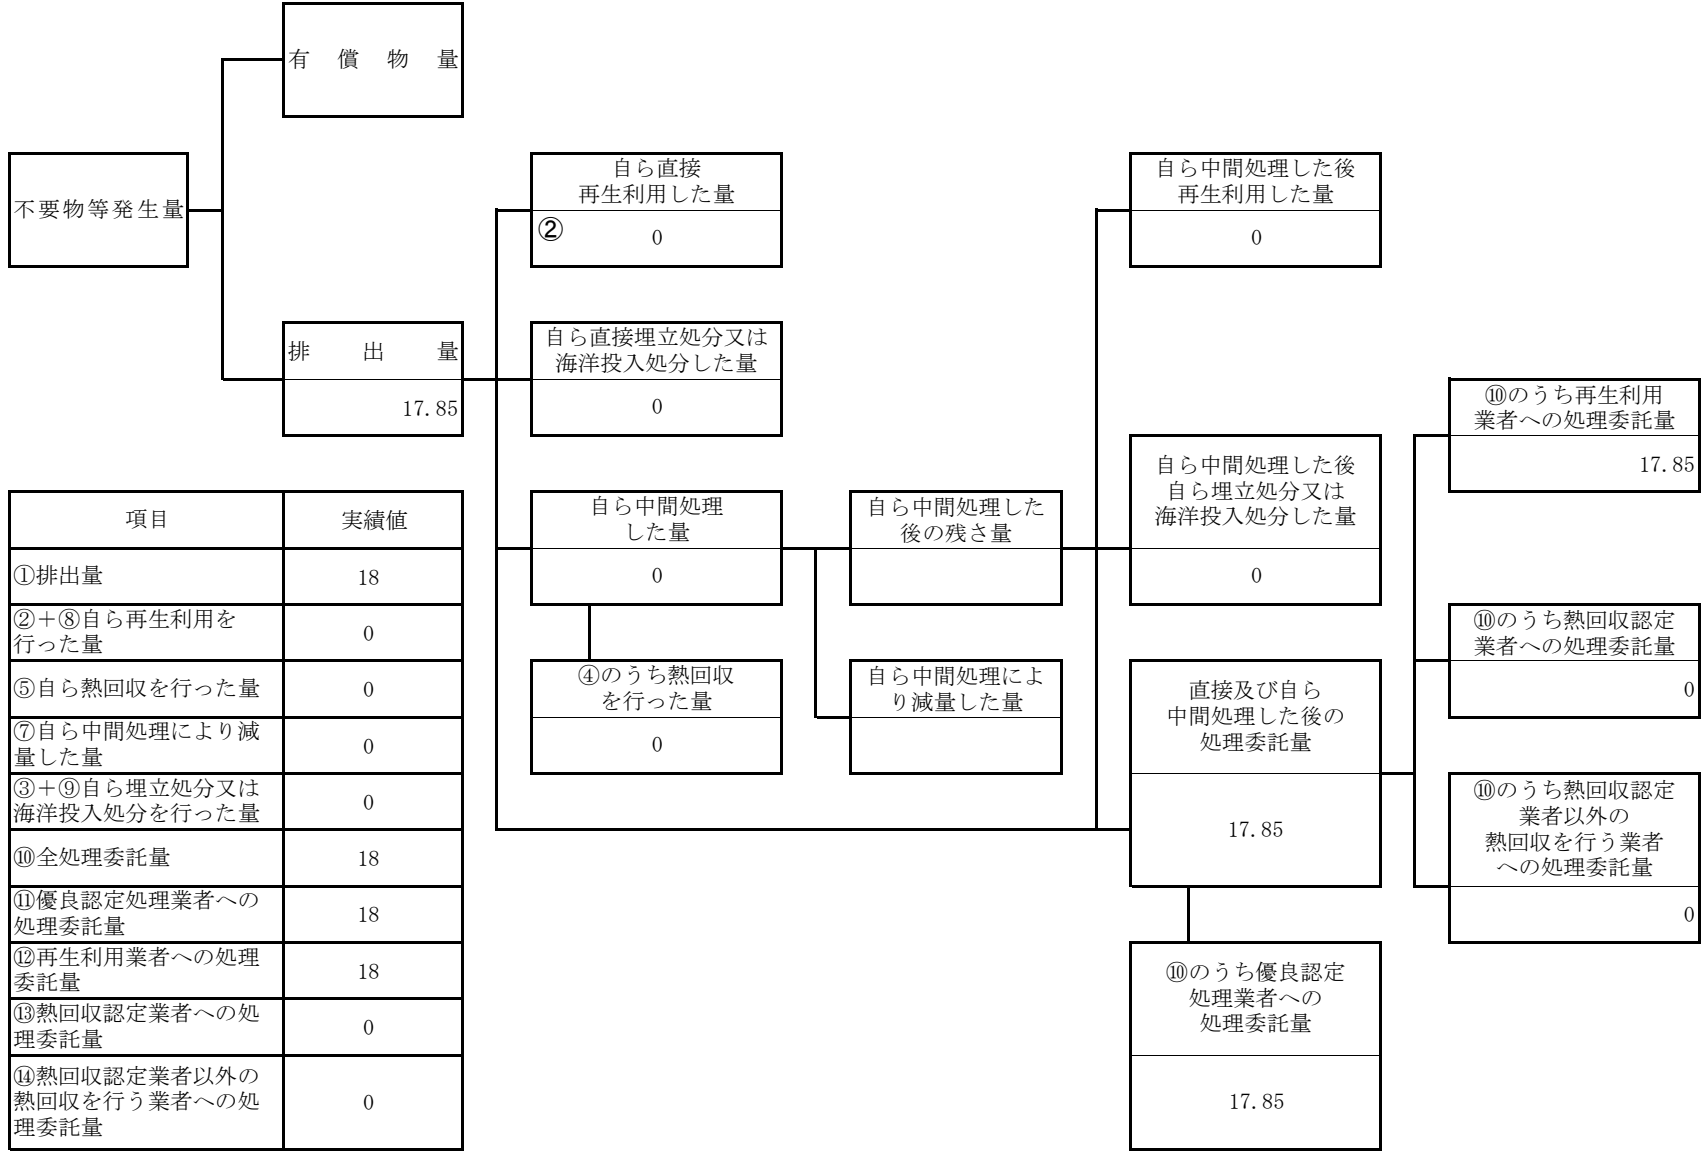 有償物量
不要物等発生量
排出量
17.85
自ら直接
再生利用した量
②
0
自ら直接埋立処分又は
海洋投入処分した量
0
自ら中間処理
した量
0
④のうち熱回収
を行った量
0
自ら中間処理した
後の残さ量
自ら中間処理によ
り減量した量
自ら中間処理した後
再生利用した量
0
自ら中間処理した後
自ら埋立処分又は
海洋投入処分した量
0
直接及び自ら
中間処理した後の
処理委託量
17.85
⑩のうち優良認定
処理業者への
処理委託量
17.85
⑩のうち再生利用
業者への処理委託量
17.85
⑩のうち熱回収認定
業者への処理委託量
0
⑩のうち熱回収認定
業者以外の
熱回収を行う業者
への処理委託量
0
項目 実績値
①排出量 18
②+⑧自ら再生利用を
行った量 0
⑤自ら熱回収を行った量 0
⑦自ら中間処理により減
量した量 0
③+⑨自ら埋立処分又は
海洋投入処分を行った量 0
⑩全処理委託量 18
⑪優良認定処理業者への
処理委託量 18
⑫再生利用業者への処理
委託量 18
⑬熱回収認定業者への処
理委託量 0
⑭熱回収認定業者以外の
熱回収を行う業者への処
理委託量 0